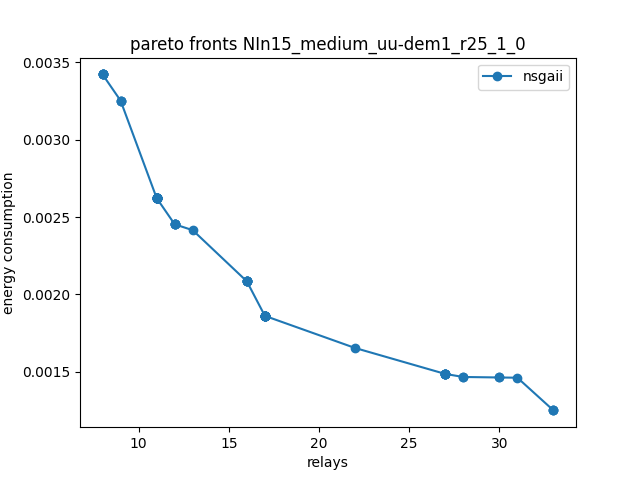 pareto fronts NIn15_medium_uu-dem1_r25_1_0
nsgaii
energy consumption
0.0035
0.0030
0.0025
0.0020
0.0015
10 15 20 25 30
relays